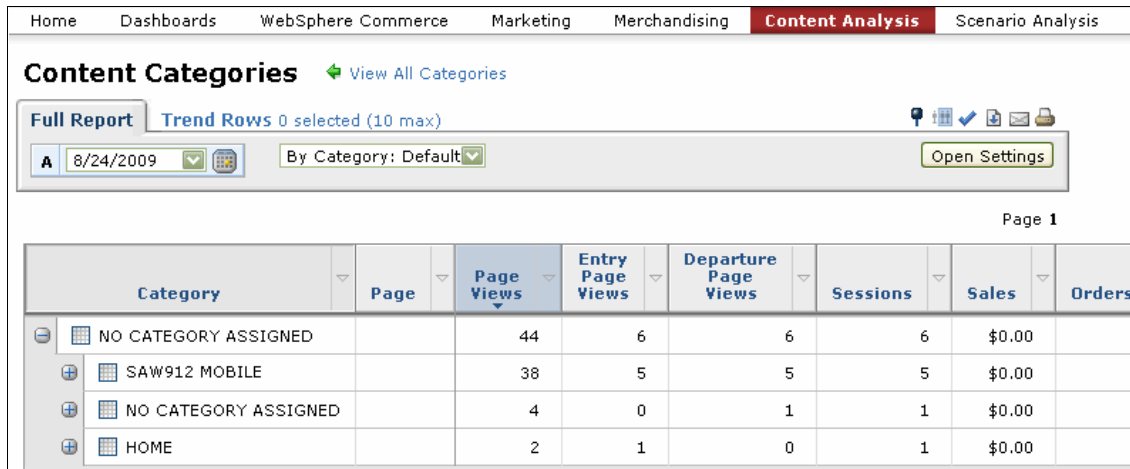 Home Dashboards WebSphere Commerce Marketing Merchandising Content Analysis Scenario Analysis
Content Categories View All Categories
Full Report Trend Rows 0 selected (10 max)
A 8/24/2009 By Category: Default Open Settings
Page 1
Category Page Page Views Entry Page Views Departure Page Views Sessions Sales Orders
NO CATEGORY ASSIGNED 44 6 6 6 $0.00
SAW912 MOBILE 38 5 5 5 $0.00
NO CATEGORY ASSIGNED 4 0 1 1 $0.00
HOME 2 1 0 1 $0.00